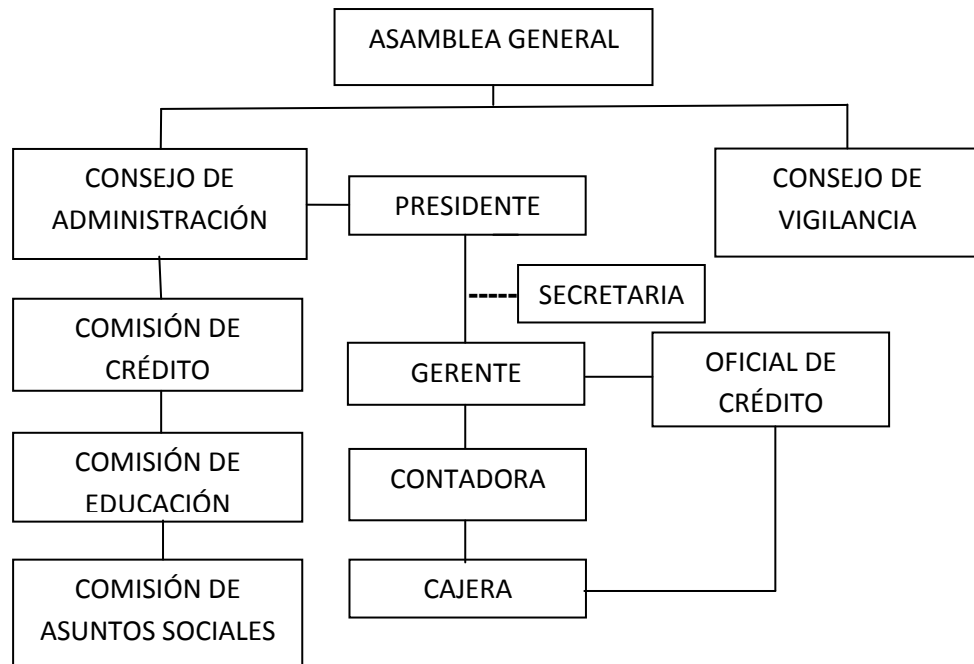 ASAMBLEA GENERAL
CONSEJO DE
ADMINISTRACIÓN
PRESIDENTE
CONSEJO DE
VIGILANCIA
SECRETARIA
COMISIÓN DE
CRÉDITO
GERENTE
OFICIAL DE
CRÉDITO
COMISIÓN DE
EDUCACIÓN
CONTADORA
COMISIÓN DE
ASUNTOS SOCIALES
CAJERA